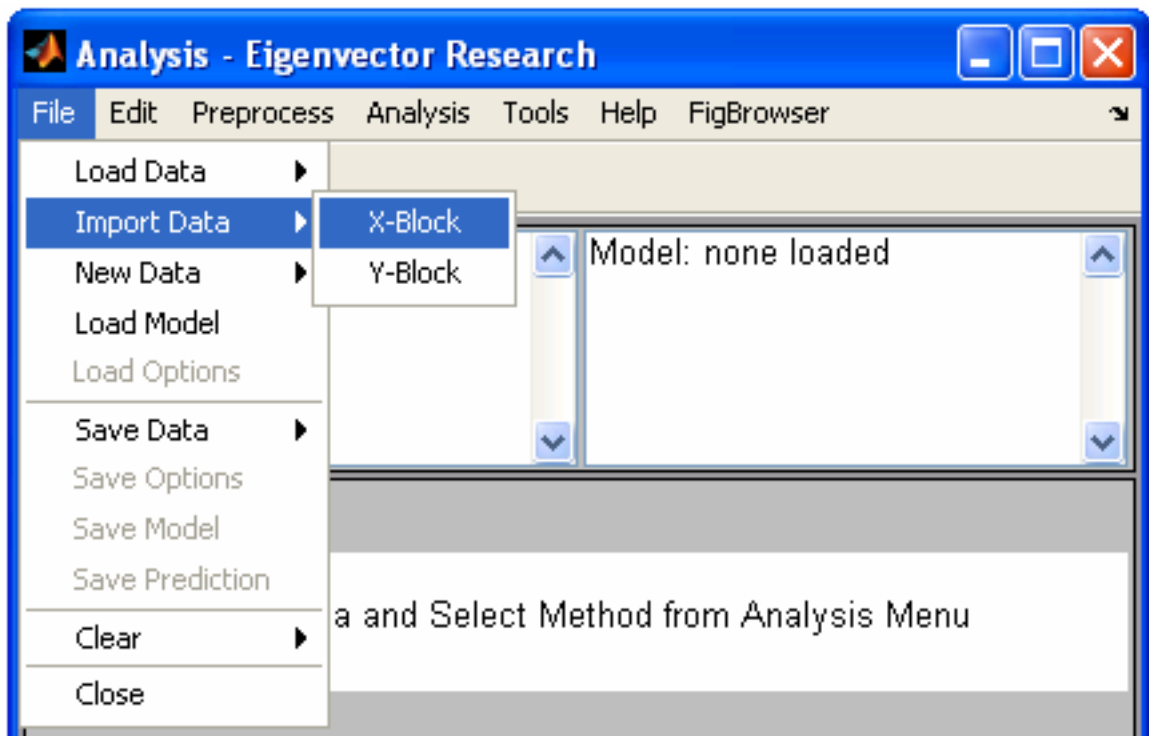 Analysis - Eigenvector Research
File Edit Preprocess Analysis Tools Help FigBrowser
Load Data
Import Data
New Data
Load Model
Load Options
Save Data
Save Options
Save Model
Save Prediction
Clear
Close
X-Block
Y-Block
Model: none loaded
a and Select Method from Analysis Menu